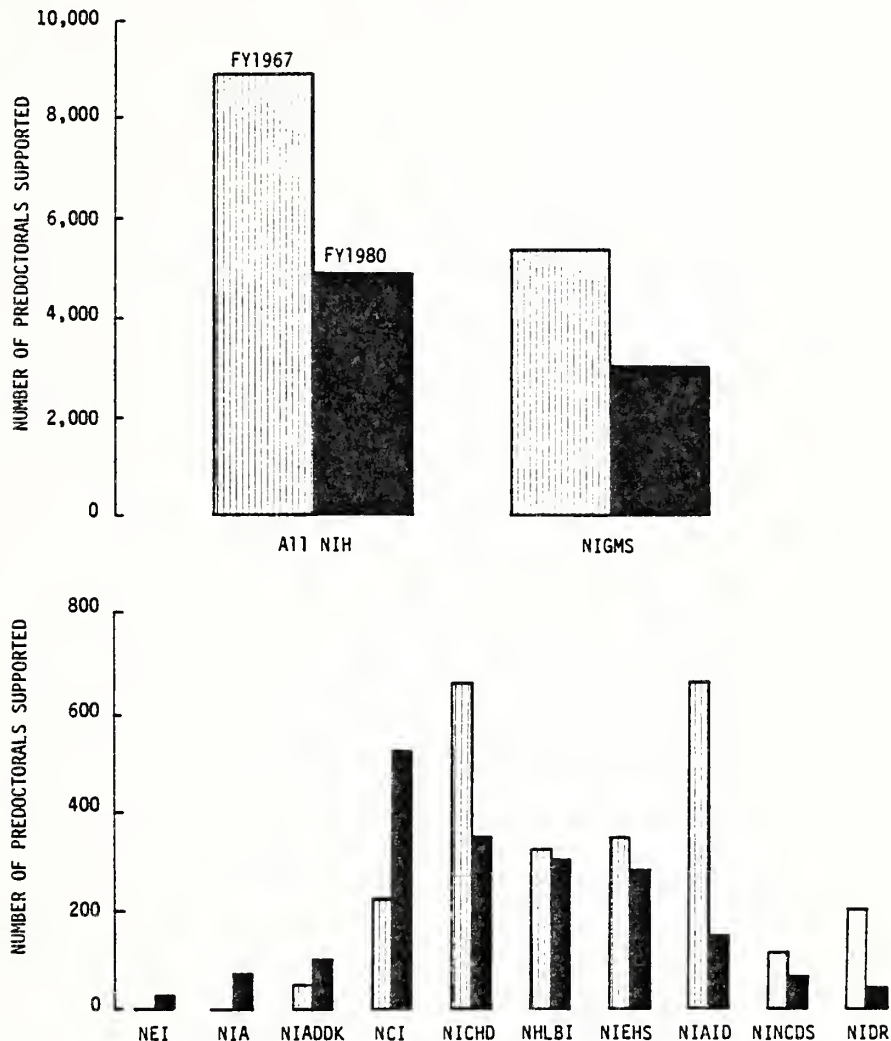 10,000
8,000
6,000
4,000
2,000
0
NUMBER OF PREDOCTORALS SUPPORTED
FY1967
FY1980
All NIH NIGMS
800
600
400
200
0
NUMBER OF PREDOCTORALS SUPPORTED
NEI NIA NIADDK NCI NICHD NHLBI NIEHS NIAID NINCDS NIDR